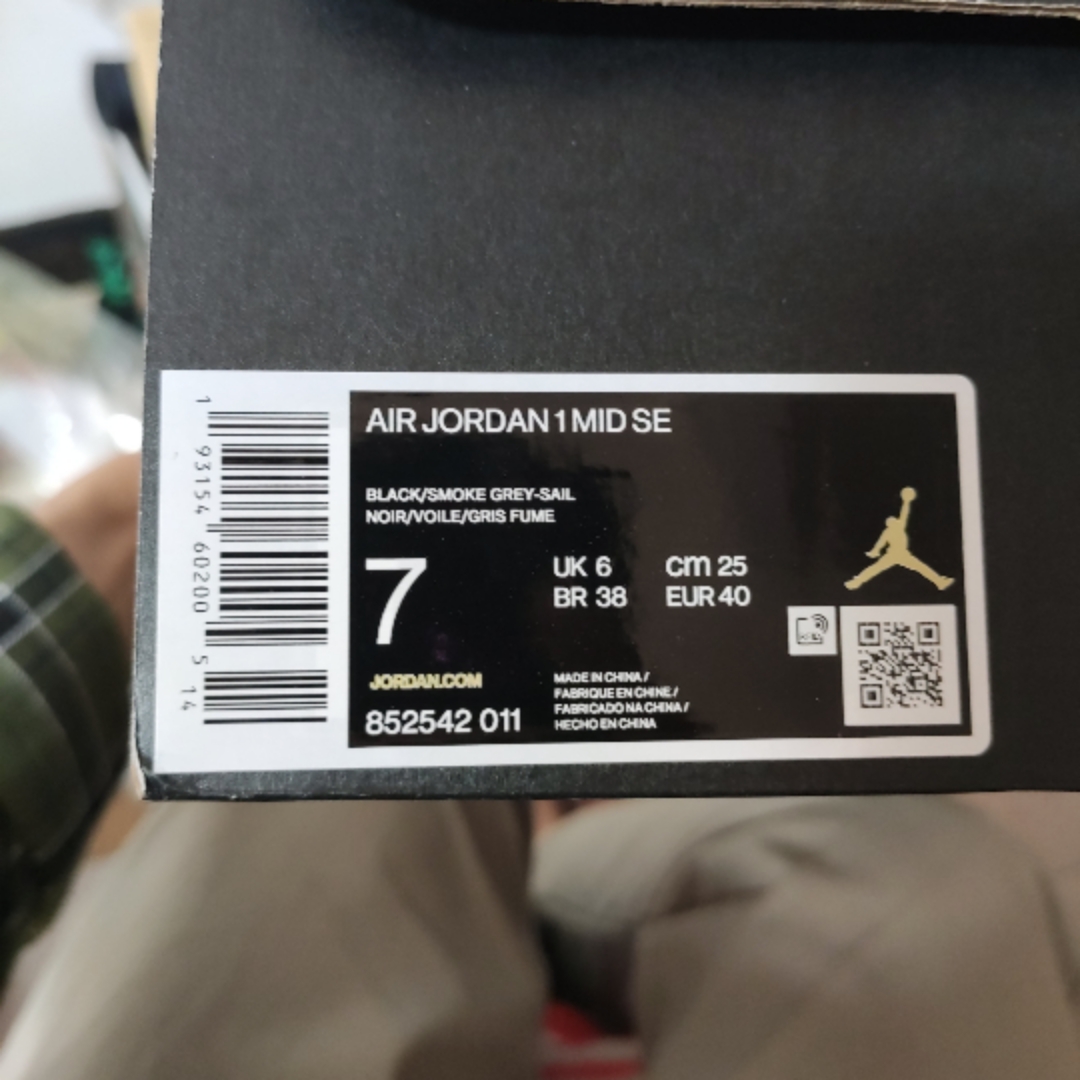 AIR JORDAN 1 MID SE
BLACK/SMOKE GREY-SAIL
NOIR/VOILE/GRIS FUME
7
UK 6
cm 25
BR 38
EUR 40
JORDAN.COM
852542 011
MADE IN CHINA /
FABRIQUE EN CHINE /
FABRICADO NA CHINA /
HECHO EN CHINA
1 93154 60200 5 14